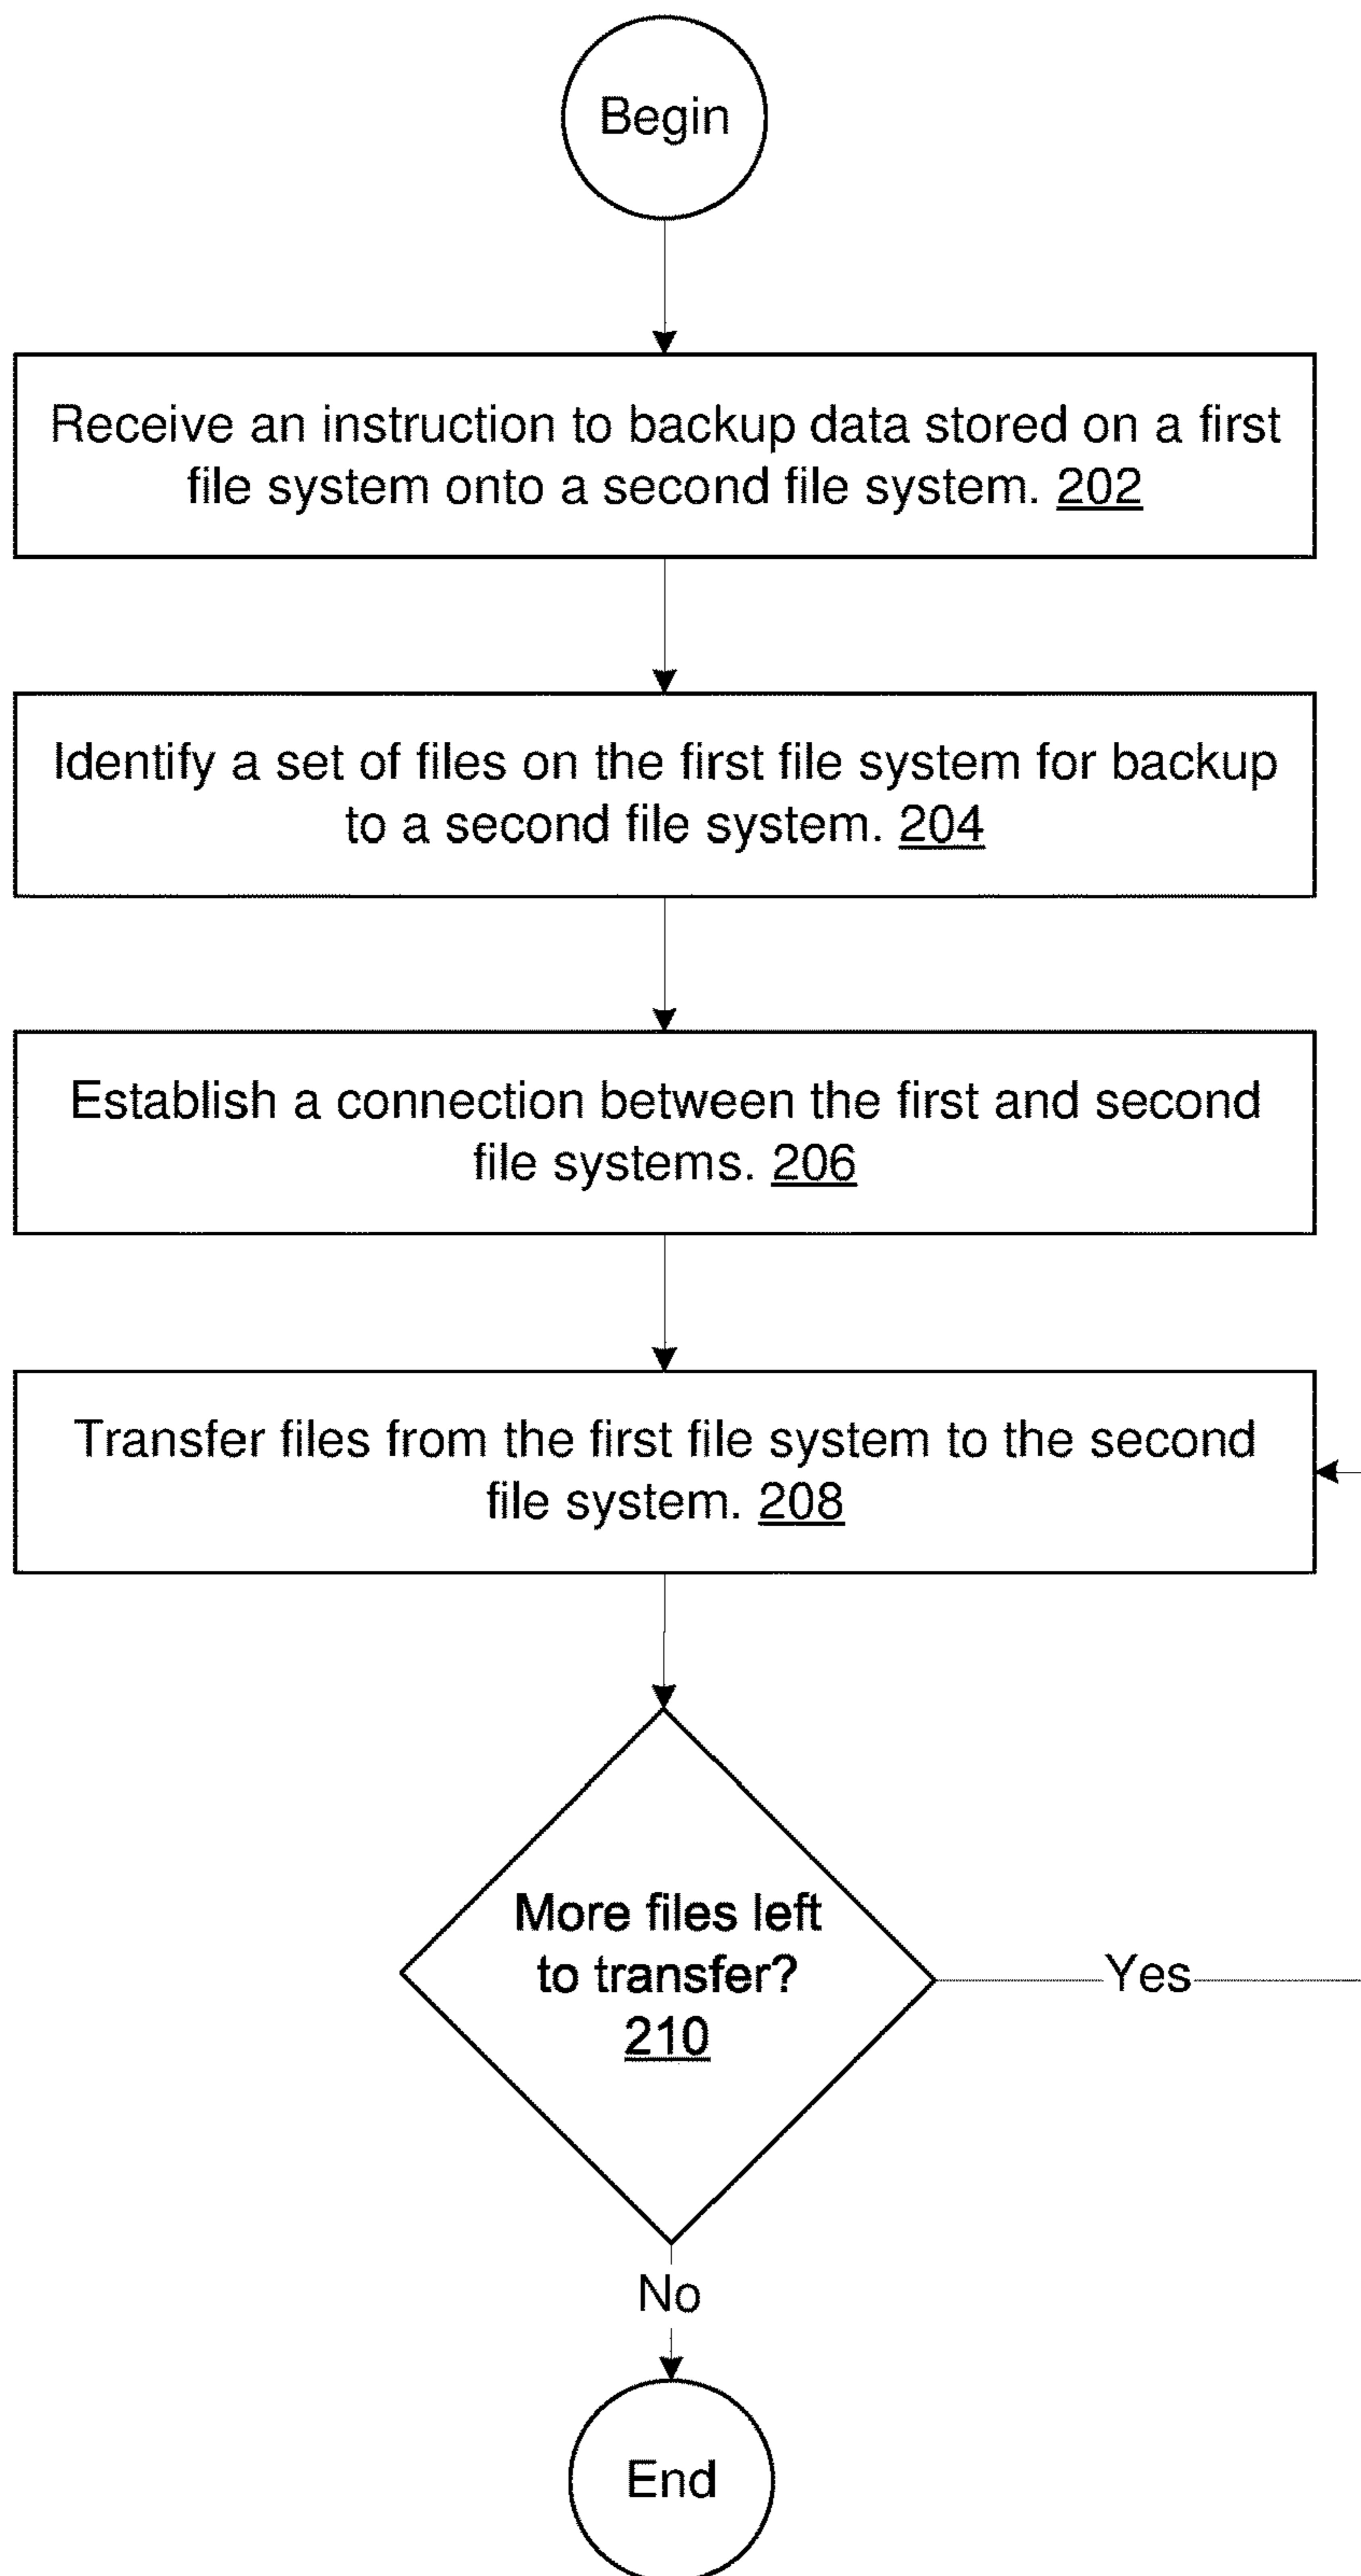 Begin
Receive an instruction to backup data stored on a first
file system onto a second file system. 202
Identify a set of files on the first file system for backup
to a second file system. 204
Establish a connection between the first and second
file systems. 206
Transfer files from the first file system to the second
file system. 208
More files left
to transfer?
210
Yes
No
End